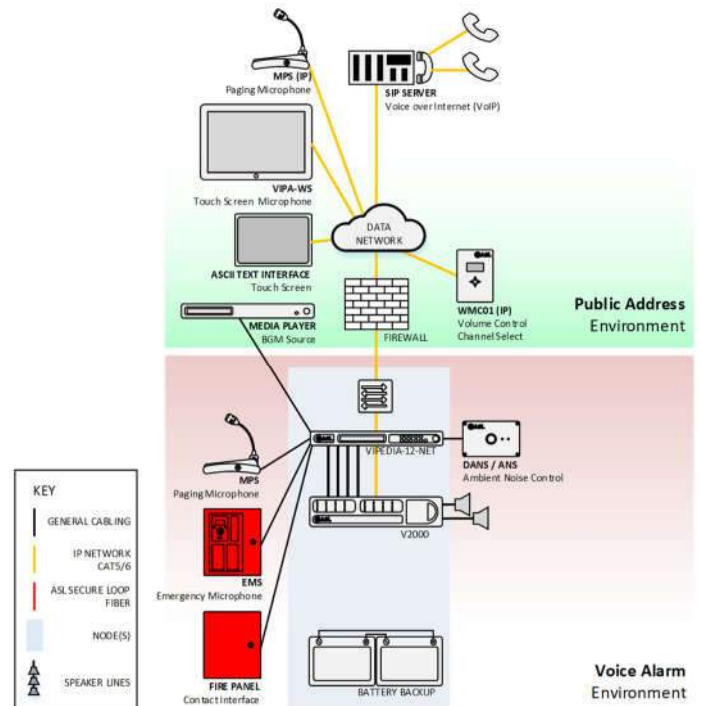 MPS (IP)
Paging Microphone
SIP SERVER
Voice over Internet (VoIP)
VIPA-WS
Touch Screen Microphone
DATA
NETWORK
ASCII TEXT INTERFACE
Touch Screen
WMC01 (IP)
Volume Control
Channel Select
MEDIA PLAYER
BGM Source
FIREWALL
Public Address
Environment
VIPEDIA-12-NET
DANS / ANS
Ambient Noise Control
MPS
Paging Microphone
V2000
EMS
Emergency Microphone
FIRE PANEL
Contact Interface
BATTERY BACKUP
Voice Alarm
Environment
KEY
GENERAL CABLING
IP NETWORK
CAT5/6
ASL SECURE LOOP
FIBER
NODE(S)
SPEAKER LINES